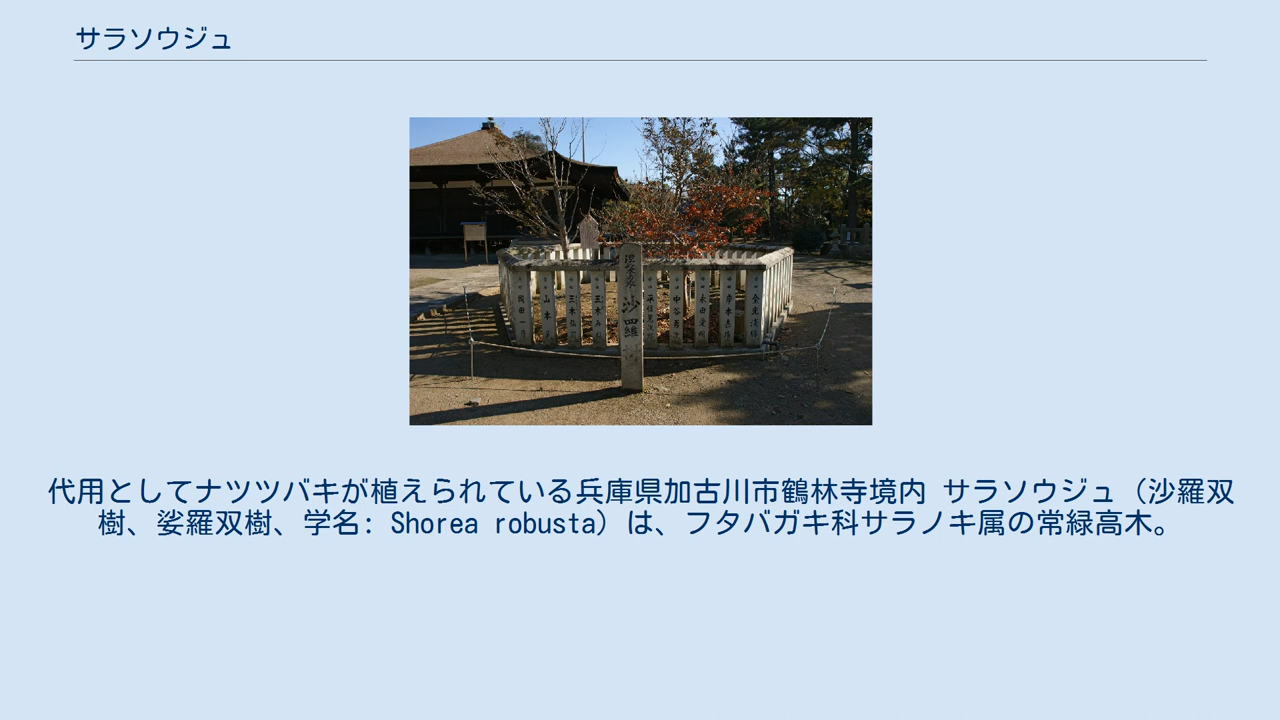 サラソウジュ
沙羅
代用としてナツツバキが植えられている兵庫県加古川市鶴林寺境内 サラソウジュ（沙羅双
樹、娑羅双樹、学名: Shorea robusta）は、フタバガキ科サラノキ属の常緑高木。